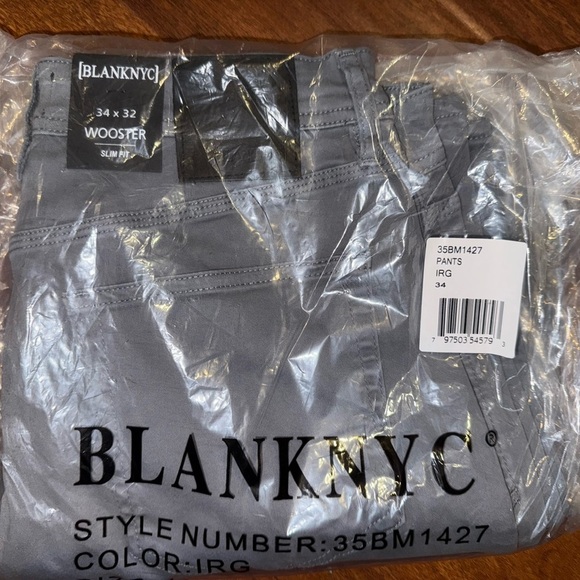 [BLANKNYC]
34 x 32
WOOSTER
SLIM FIT
35BM1427
PANTS
IRG
34
7 97503 54579 3
BLANKNYC®
STYLE NUMBER:35BM1427
COLOR:IRG